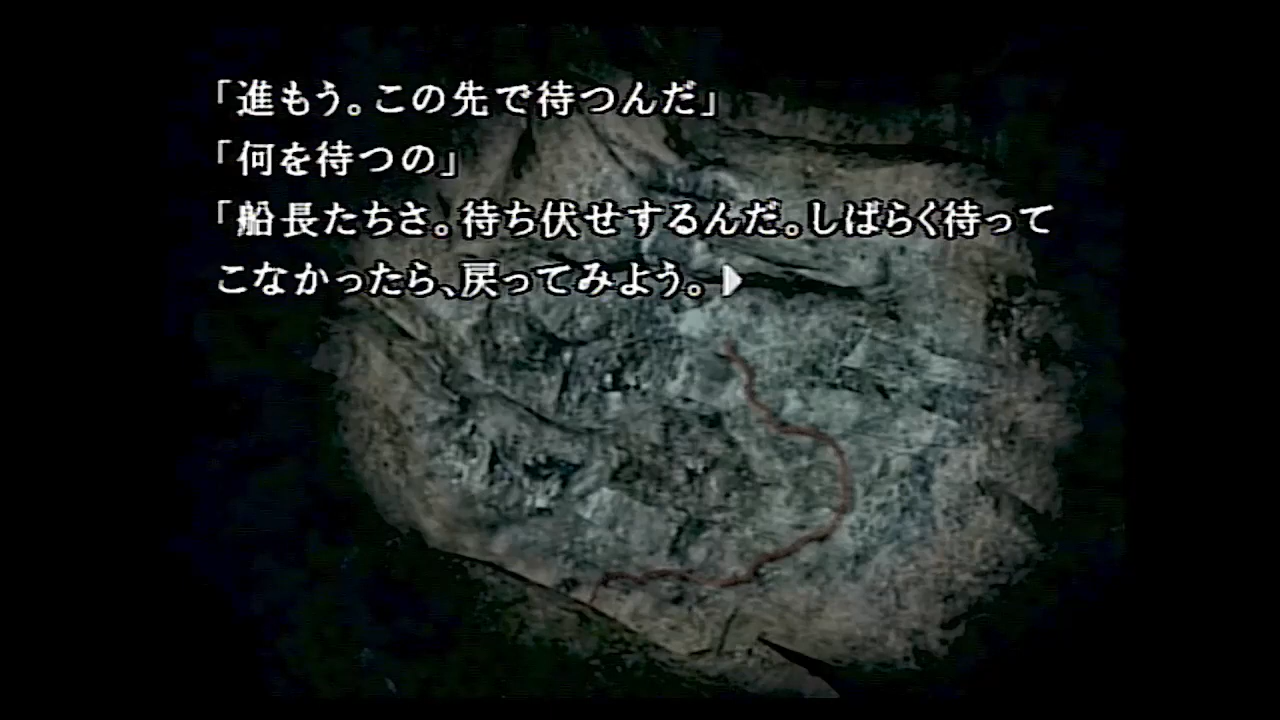 「進もう。この先で待つんだ」
「何を待つの」
「船長たちさ。待ち伏せするんだ。しばらく待って
こなかったら、戻ってみよう。